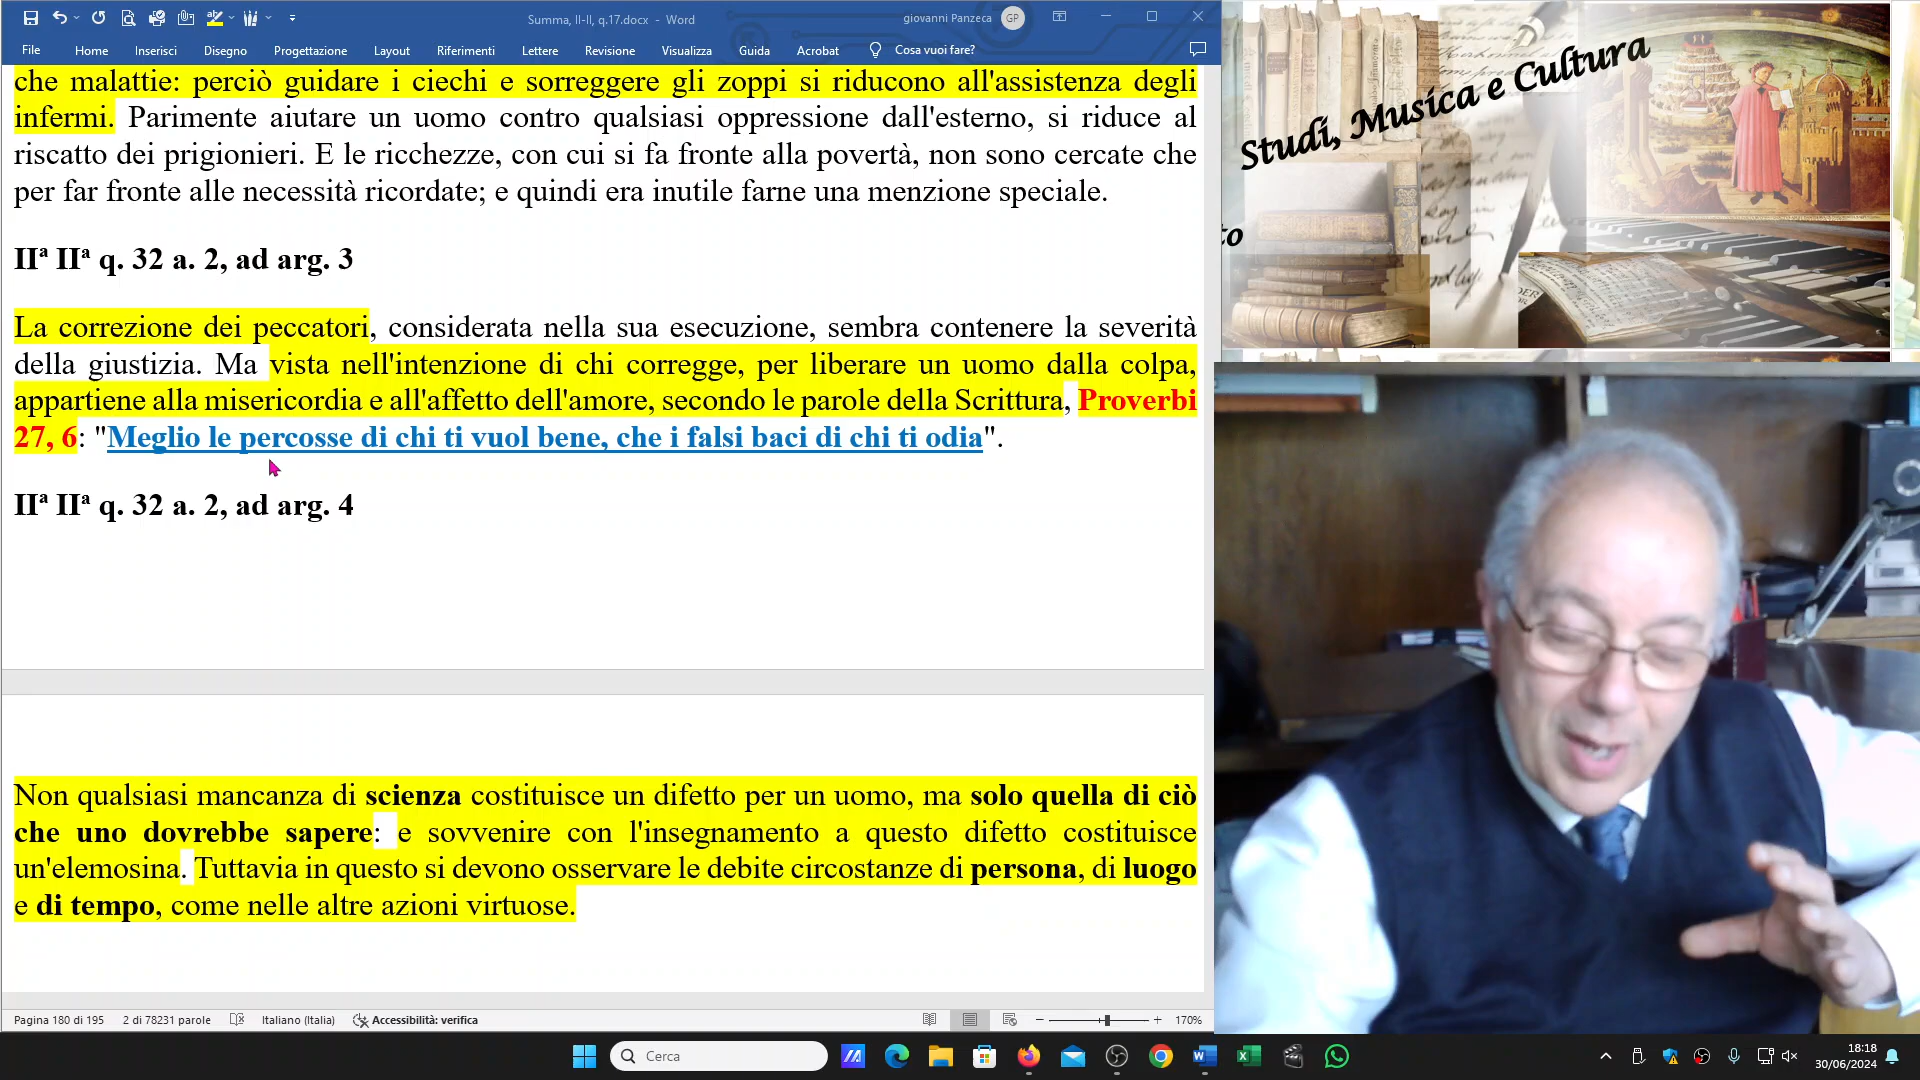 Summa, II-II, q.17.docx - Word
giovanni Panzeca GP
File Home Inserisci Disegno Progettazione Layout Riferimenti Lettere Revisione Visualizza Guida Acrobat Cosa vuoi fare?
che malattie: perciò guidare i ciechi e sorreggere gli zoppi si riducono all'assistenza degli
infermi. Parimente aiutare un uomo contro qualsiasi oppressione dall'esterno, si riduce al
riscatto dei prigionieri. E le ricchezze, con cui si fa fronte alla povertà, non sono cercate che
per far fronte alle necessità ricordate; e quindi era inutile farne una menzione speciale.
IIª IIª q. 32 a. 2, ad arg. 3
La correzione dei peccatori, considerata nella sua esecuzione, sembra contenere la severità
della giustizia. Ma vista nell'intenzione di chi corregge, per liberare un uomo dalla colpa,
appartiene alla misericordia e all'affetto dell'amore, secondo le parole della Scrittura, Proverbi
27, 6: "Meglio le percosse di chi ti vuol bene, che i falsi baci di chi ti odia".
IIª IIª q. 32 a. 2, ad arg. 4
Non qualsiasi mancanza di scienza costituisce un difetto per un uomo, ma solo quella di ciò
che uno dovrebbe sapere: e sovvenire con l'insegnamento a questo difetto costituisce
un'elemosina. Tuttavia in questo si devono osservare le debite circostanze di persona, di luogo
e di tempo, come nelle altre azioni virtuose.
Pagina 180 di 195 2 di 78231 parole Italiano (Italia) Accessibilità: verifica 170%
Studi, Musica e Cultura
to
Cerca
18:18
30/06/2024